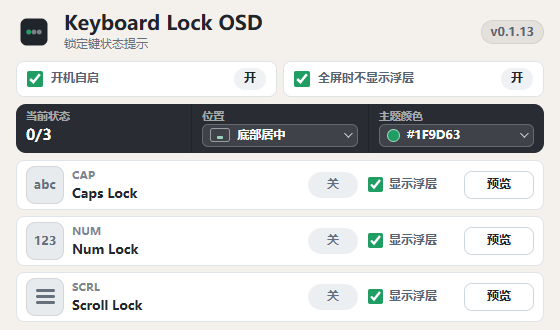 Keyboard Lock OSD
锁定键状态提示
v0.1.13
开机自启 开
全屏时不显示浮层 开
当前状态
0/3
位置
底部居中
主题颜色
#1F9D63
abc
CAP
Caps Lock
关
显示浮层
预览
123
NUM
Num Lock
关
显示浮层
预览
SCRL
Scroll Lock
关
显示浮层
预览